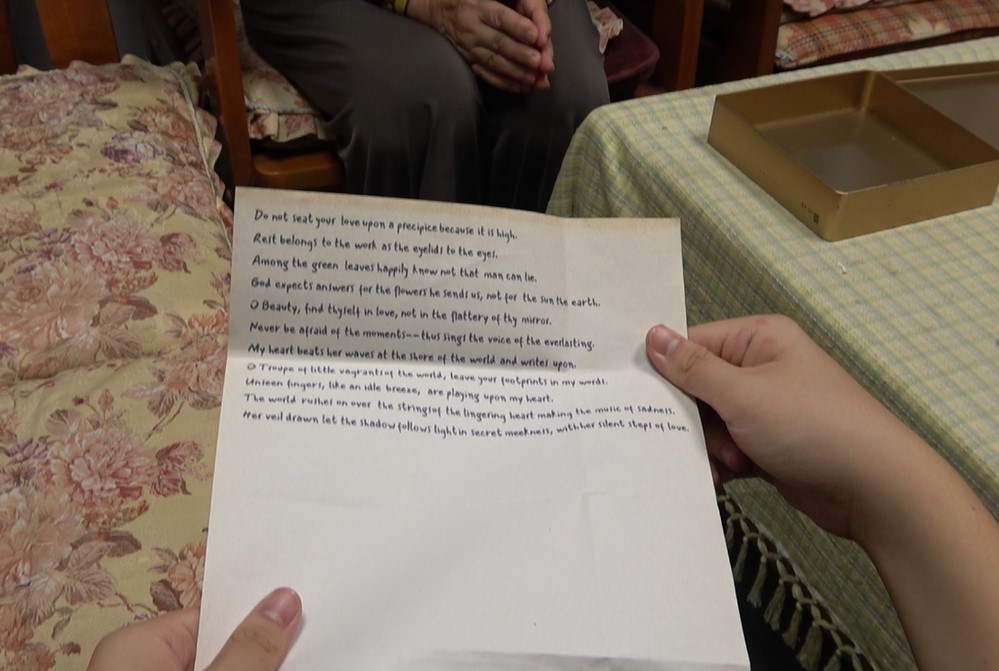 Do not seat your love upon a precipice because it is high.
Rest belongs to the work as the eyelids to the eyes.
Among the green leaves happily know not that man can lie.
God expects answers for the flowers he sends us, not for the sun the earth.
O Beauty, find thyself in love, not in the flattery of thy mirror.
Never be afraid of the moments--thus sings the voice of the everlasting.
My heart beats her waves at the shore of the world and writes upon.
O Troupe of little vagrants of the world, leave your footprints in my words.
Unseen fingers, like an idle breeze, are playing upon my heart.
The world rushes on over the strings of the lingering heart making the music of sadness.
Her veil drawn let the shadow follows light in secret meekness, with her silent steps of love.